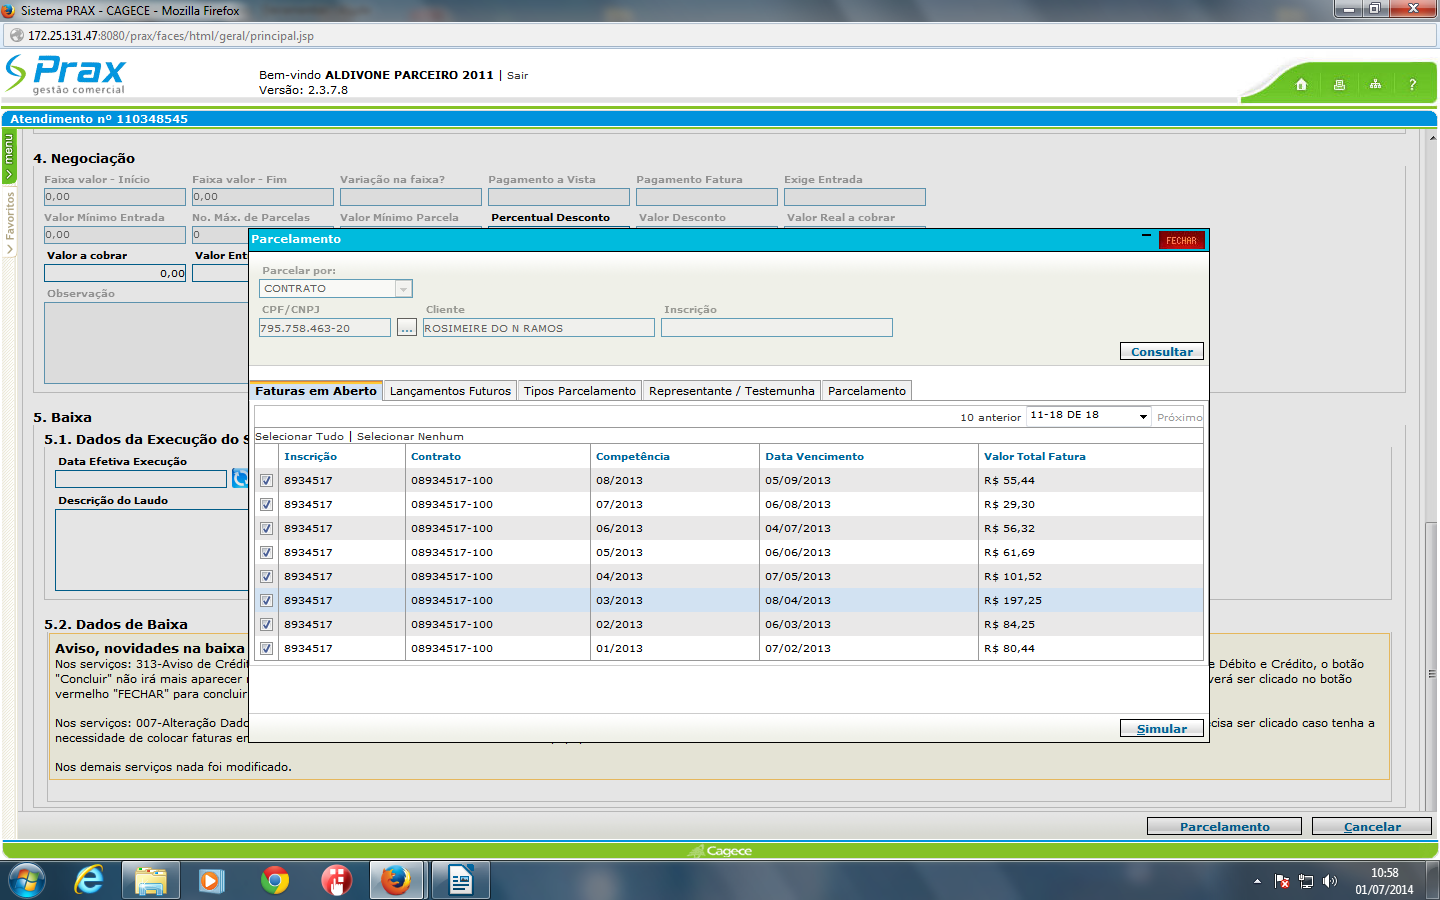 Sistema PRAX - CAGECE - Mozilla Firefox
172.25.131.47:8080/prax/faces/html/geral/principal.jsp
Prax
gestão comercial
Bem-vindo ALDIVONE PARCEIRO 2011 | Sair
Versão: 2.3.7.8
?
Atendimento nº 110348545
menu
Favoritos
4. Negociação
Faixa valor - Início Faixa valor - Fim Variação na faixa? Pagamento a Vista Pagamento Fatura Exige Entrada
0,00 0,00
Valor Mínimo Entrada No. Máx. de Parcelas Valor Mínimo Parcela Percentual Desconto Valor Desconto Valor Real a cobrar
0,00 0
Valor a cobrar Valor Ent
0,00
Observação
Parcelamento FECHAR
Parcelar por:
CONTRATO
CPF/CNPJ Cliente Inscrição
795.758.463-20 ... ROSIMEIRE DO N RAMOS
Consultar
Faturas em Aberto Lançamentos Futuros Tipos Parcelamento Representante / Testemunha Parcelamento
10 anterior 11-18 DE 18 Próximo
Selecionar Tudo | Selecionar Nenhum
Inscrição Contrato Competência Data Vencimento Valor Total Fatura
8934517 08934517-100 08/2013 05/09/2013 R$ 55,44
8934517 08934517-100 07/2013 06/08/2013 R$ 29,30
8934517 08934517-100 06/2013 04/07/2013 R$ 56,32
8934517 08934517-100 05/2013 06/06/2013 R$ 61,69
8934517 08934517-100 04/2013 07/05/2013 R$ 101,52
8934517 08934517-100 03/2013 08/04/2013 R$ 197,25
8934517 08934517-100 02/2013 06/03/2013 R$ 84,25
8934517 08934517-100 01/2013 07/02/2013 R$ 80,44
Simular
5. Baixa
5.1. Dados da Execução do S
Data Efetiva Execução
Descrição do Laudo
5.2. Dados de Baixa
Aviso, novidades na baixa
Nos serviços: 313-Aviso de Crédit e Débito e Crédito, o botão
"Concluir" não irá mais aparecer verá ser clicado no botão
vermelho "FECHAR" para concluir
Nos serviços: 007-Alteração Dado cisa ser clicado caso tenha a
necessidade de colocar faturas en
Nos demais serviços nada foi modificado.
Parcelamento Cancelar
Cagece
10:58
01/07/2014